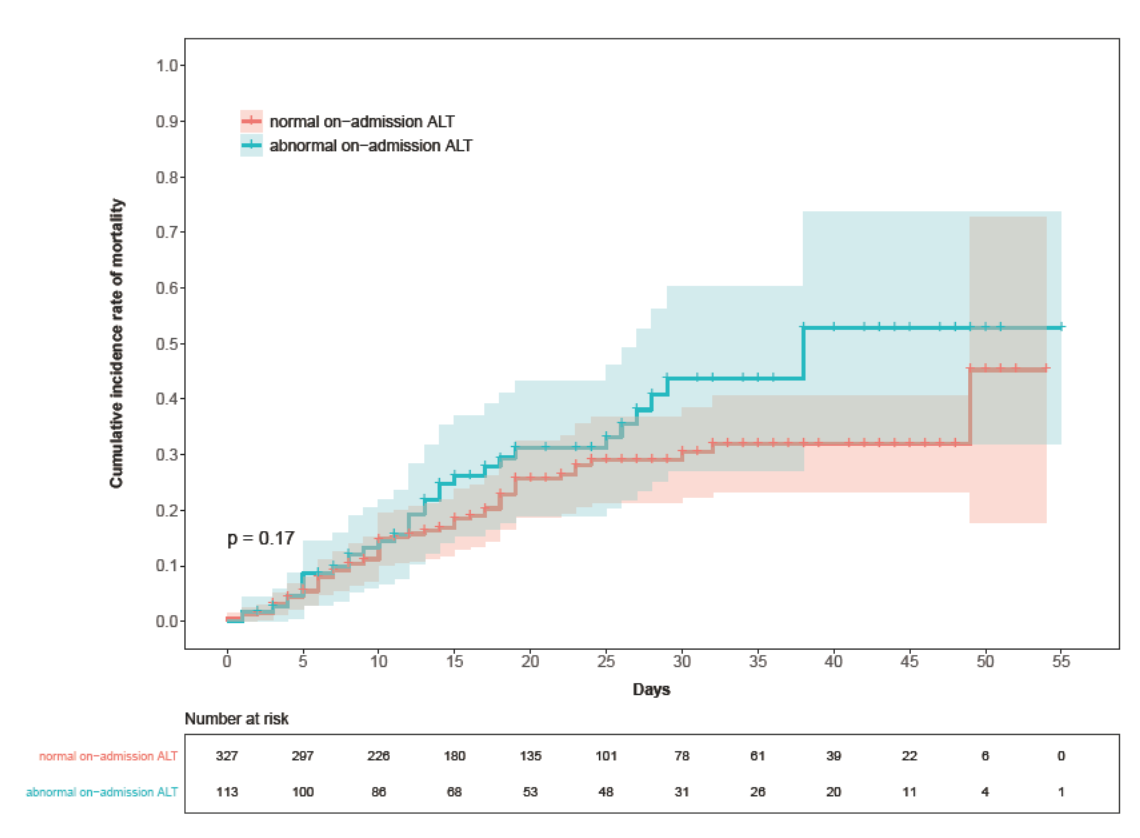 1.0
0.9
0.8
0.7
0.6
0.5
0.4
0.3
0.2
0.1
0.0
Cumulative incidence rate of mortality
normal on-admission ALT
abnormal on-admission ALT
p = 0.17
0 5 10 15 20 25 30 35 40 45 50 55
Days
Number at risk
normal on-admission ALT 327 297 226 180 135 101 78 61 39 22 6 0
abnormal on-admission ALT 113 100 86 68 53 48 31 26 20 11 4 1